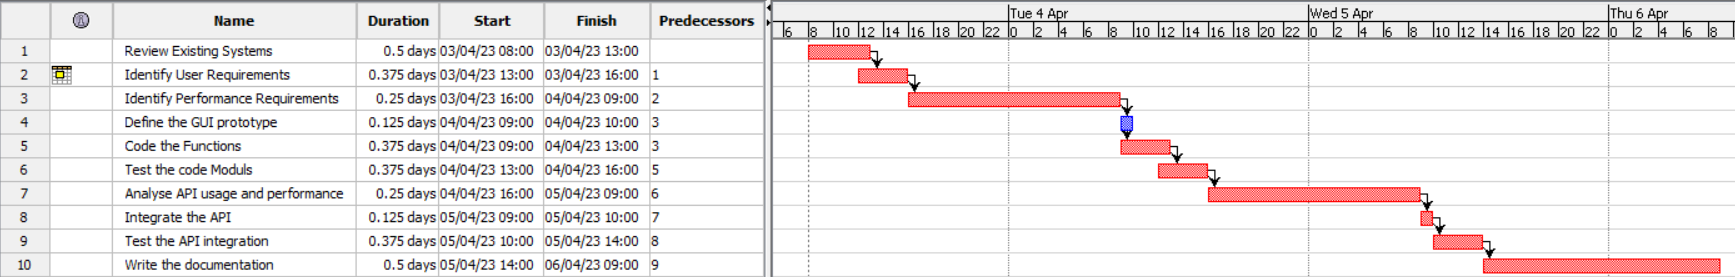 Name Duration Start Finish Predecessors
Tue 4 Apr Wed 5 Apr Thu 6 Apr
6 8 10 12 14 16 18 20 22 0 2 4 6 8 10 12 14 16 18 20 22 0 2 4 6 8 10 12 14 16 18 20 22 0 2 4 6 8
1 Review Existing Systems 0.5 days 03/04/23 08:00 03/04/23 13:00
2 Identify User Requirements 0.375 days 03/04/23 13:00 03/04/23 16:00 1
3 Identify Performance Requirements 0.25 days 03/04/23 16:00 04/04/23 09:00 2
4 Define the GUI prototype 0.125 days 04/04/23 09:00 04/04/23 10:00 3
5 Code the Functions 0.375 days 04/04/23 09:00 04/04/23 13:00 3
6 Test the code Moduls 0.375 days 04/04/23 13:00 04/04/23 16:00 5
7 Analyse API usage and performance 0.25 days 04/04/23 16:00 05/04/23 09:00 6
8 Integrate the API 0.125 days 05/04/23 09:00 05/04/23 10:00 7
9 Test the API integration 0.375 days 05/04/23 10:00 05/04/23 14:00 8
10 Write the documentation 0.5 days 05/04/23 14:00 06/04/23 09:00 9